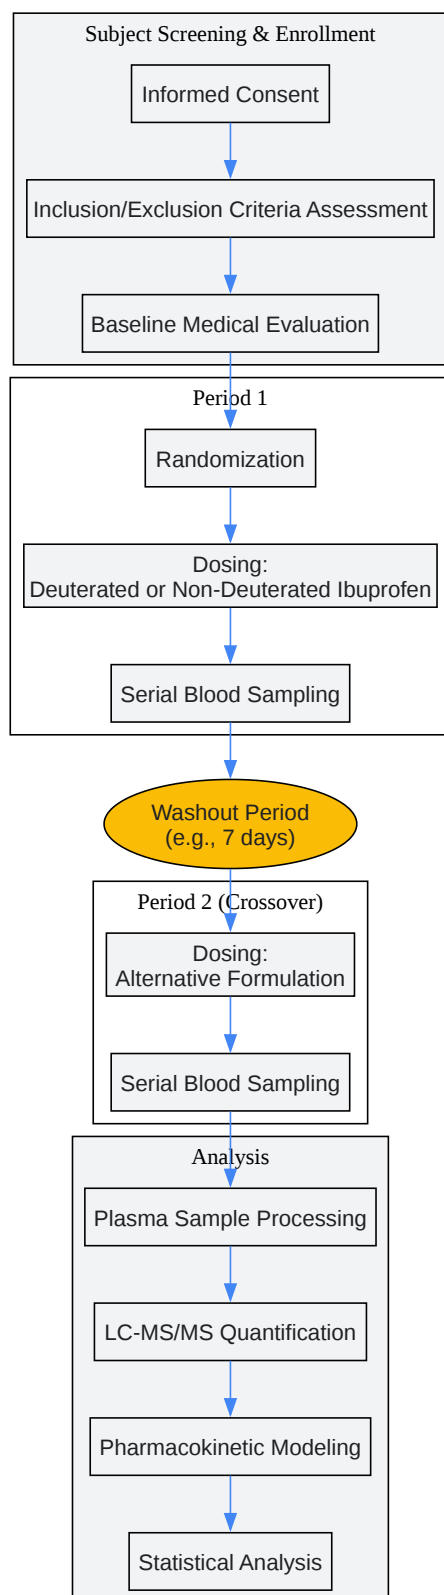 Subject Screening & Enrollment
Informed Consent
Inclusion/Exclusion Criteria Assessment
Baseline Medical Evaluation
Period 1
Randomization
Dosing:
Deuterated or Non-Deuterated Ibuprofen
Serial Blood Sampling
Washout Period
(e.g., 7 days)
Period 2 (Crossover)
Dosing:
Alternative Formulation
Serial Blood Sampling
Analysis
Plasma Sample Processing
LC-MS/MS Quantification
Pharmacokinetic Modeling
Statistical Analysis